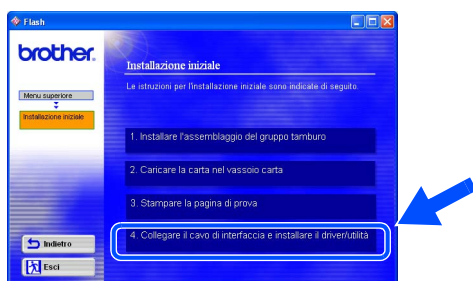 Flash
brother.
Installazione iniziale
Le istruzioni per l'installazione iniziale sono indicate di seguito.
Menu superiore
Installazione iniziale
1. Installare l'assemblaggio del gruppo tamburo
2. Caricare la carta nel vassoio carta
3. Stampare la pagina di prova
4. Collegare il cavo di interfaccia e installare il driver/utilità
Indietro
Esci